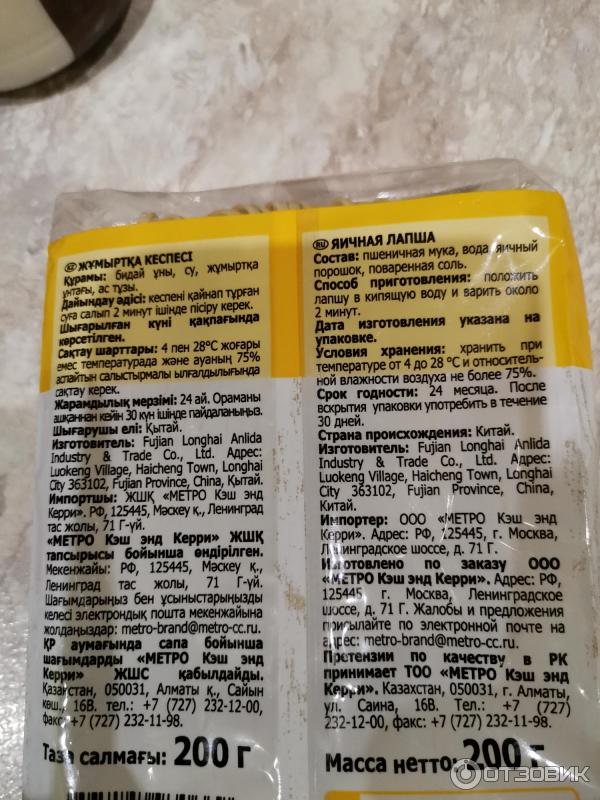 KZ ЖҰМЫРТҚА КЕСПЕСІ
Құрамы: бидай ұны, су, жұмыртқа
ұнтағы, ас тұзы.
Дайындау әдісі: кеспені қайнап тұрған
суға салып 2 минут ішінде пісіру керек.
Шығарылған күні қақпағында
көрсетілген.
Сақтау шарттары: 4 пен 28°С жоғары
емес температурада және ауаның 75%
аспайтын салыстырмалы ылғалдылығында
сақтау керек.
Жарамдылық мерзімі: 24 ай. Ораманы
ашқаннан кейін 30 күн ішінде пайдаланыңыз.
Шығарушы елі: Қытай.
Изготовитель: Fujian Longhai Anlida
Industry & Trade Co., Ltd. Адрес:
Luokeng Village, Haicheng Town, Longhai
City 363102, Fujian Province, China, Қытай.
Импортшы: ЖШҚ «МЕТРО Кэш энд
Керри». РФ, 125445, Мәскеу қ., Ленинград
тас жолы, 71 Г-үй.
«МЕТРО Кэш энд Керри» ЖШҚ
тапсырысы бойынша өндірілген.
Мекенжайы: РФ, 125445, Мәскеу қ.,
Ленинград тас жолы, 71 Г-үй.
Шағымдарыңыз бен ұсыныстарыңызды
келесі электрондық пошта мекенжайына
жолдаңыздар: metro-brand@metro-cc.ru.
ҚР аумағында сапа бойынша
шағымдарды «МЕТРО Кэш энд
Керри» ЖШС қабылдайды.
Қазақстан, 050031, Алматы қ., Сайын
көш., 16В. тел.: +7 (727) 232-12-00,
факс: +7 (727) 232-11-98.
Таза салмағы: 200 г
RU ЯИЧНАЯ ЛАПША
Состав: пшеничная мука, вода, яичный
порошок, поваренная соль.
Способ приготовления: положить
лапшу в кипящую воду и варить около
2 минут.
Дата изготовления указана на
упаковке.
Условия хранения: хранить при
температуре от 4 до 28 °С и относитель-
ной влажности воздуха не более 75%.
Срок годности: 24 месяца. После
вскрытия упаковки употребить в течение
30 дней.
Страна происхождения: Китай.
Изготовитель: Fujian Longhai Anlida
Industry & Trade Co., Ltd. Адрес:
Luokeng Village, Haicheng Town, Longhai
City 363102, Fujian Province, China,
Китай.
Импортер: ООО «МЕТРО Кэш энд
Керри». Адрес: РФ, 125445, г. Москва,
Ленинградское шоссе, д. 71 Г.
Изготовлено по заказу ООО
«МЕТРО Кэш энд Керри». Адрес: РФ,
125445, г. Москва, Ленинградское
шоссе, д. 71 Г. Жалобы и предложения
присылайте по электронной почте на
адрес: metro-brand@metro-cc.ru.
Претензии по качеству в РК
принимает ТОО «МЕТРО Кэш энд
Керри». Казахстан, 050031, г. Алматы,
ул. Саина, 16В. Тел.: +7 (727)
232-12-00, факс: +7 (727) 232-11-98.
Масса нетто: 200 г
ОТЗОВИК